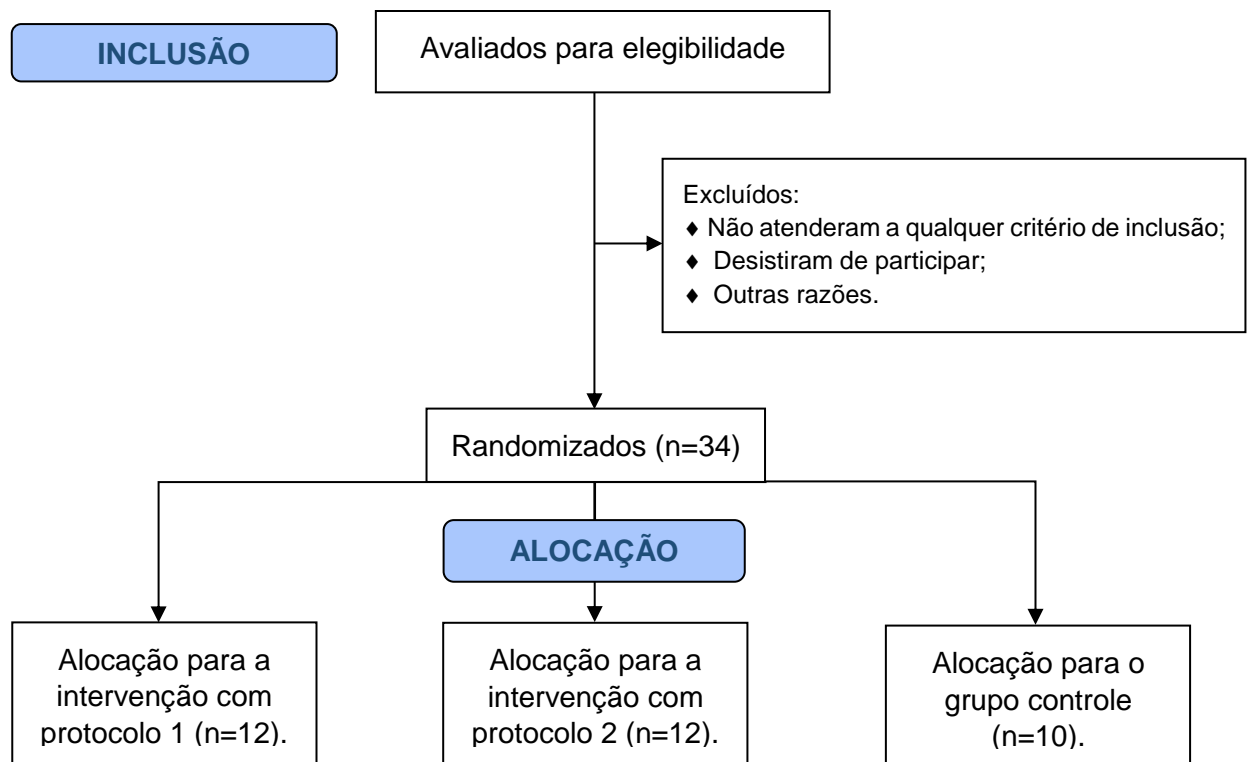 INCLUSÃO
Avaliados para elegibilidade
Excluídos:
♦ Não atenderam a qualquer critério de inclusão;
♦ Desistiram de participar;
♦ Outras razões.
Randomizados (n=34)
ALOCAÇÃO
Alocação para a
intervenção com
protocolo 1 (n=12).
Alocação para a
intervenção com
protocolo 2 (n=12).
Alocação para o
grupo controle
(n=10).